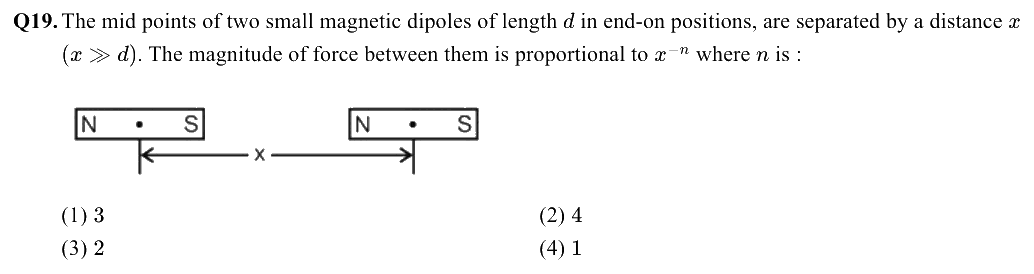 Q19. The mid points of two small magnetic dipoles of length d in end-on positions, are separated by a distance x
(x ≫ d). The magnitude of force between them is proportional to x⁻ⁿ where n is :
N S N S
x
(1) 3 (2) 4
(3) 2 (4) 1